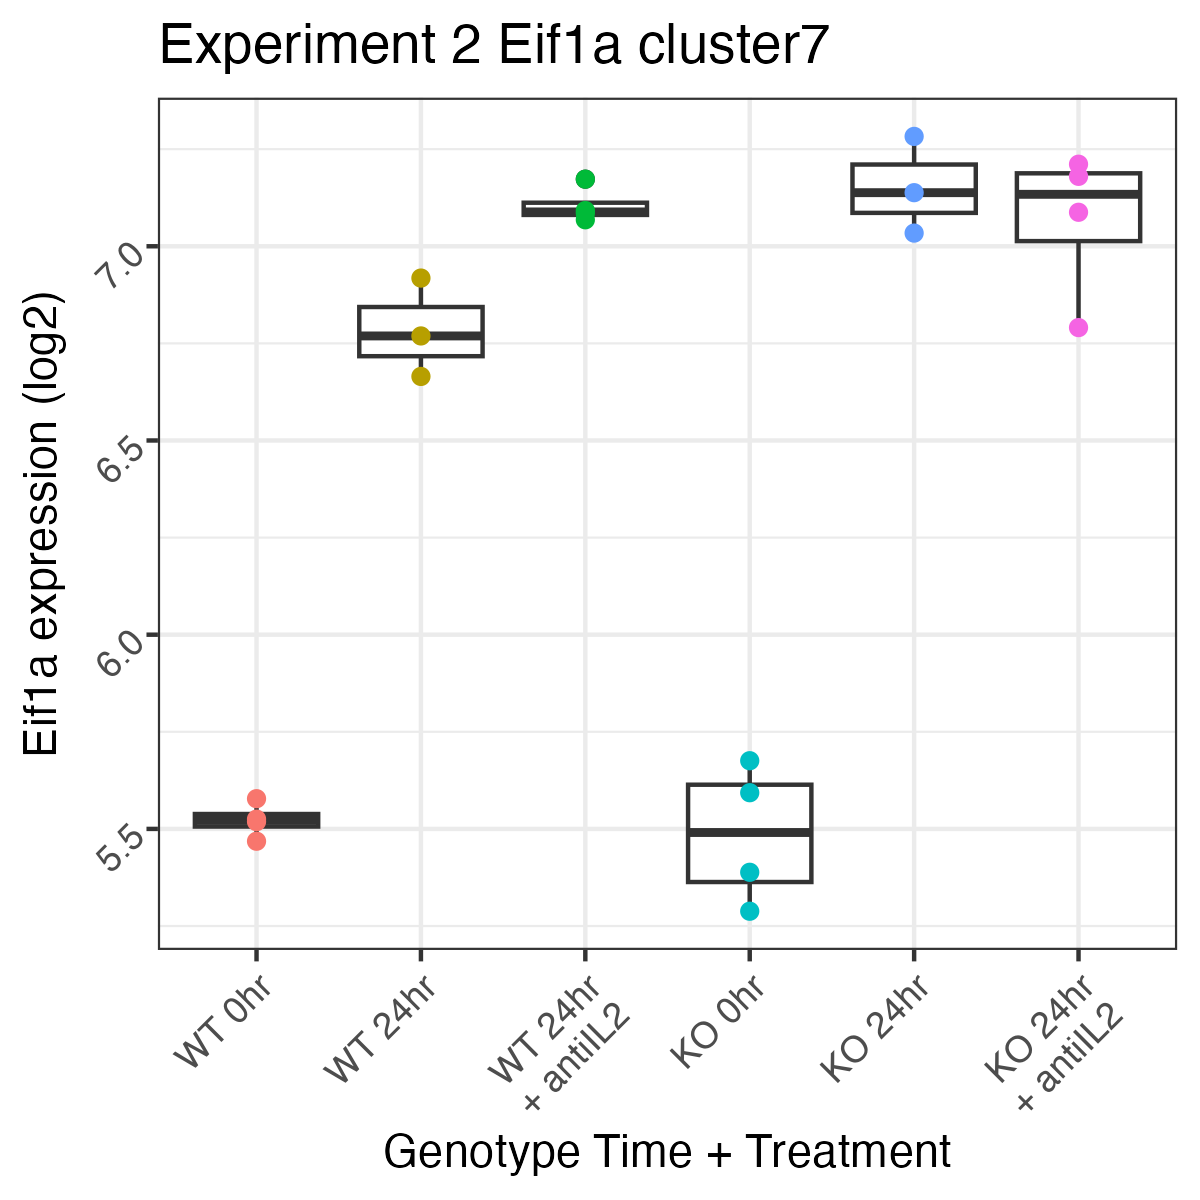 Experiment 2 Eif1a cluster7
Eif1a expression (log2)
7.0
6.5
6.0
5.5
WT 0hr
WT 24hr
WT 24hr
+ antiIL2
KO 0hr
KO 24hr
KO 24hr
+ antiIL2
Genotype Time + Treatment